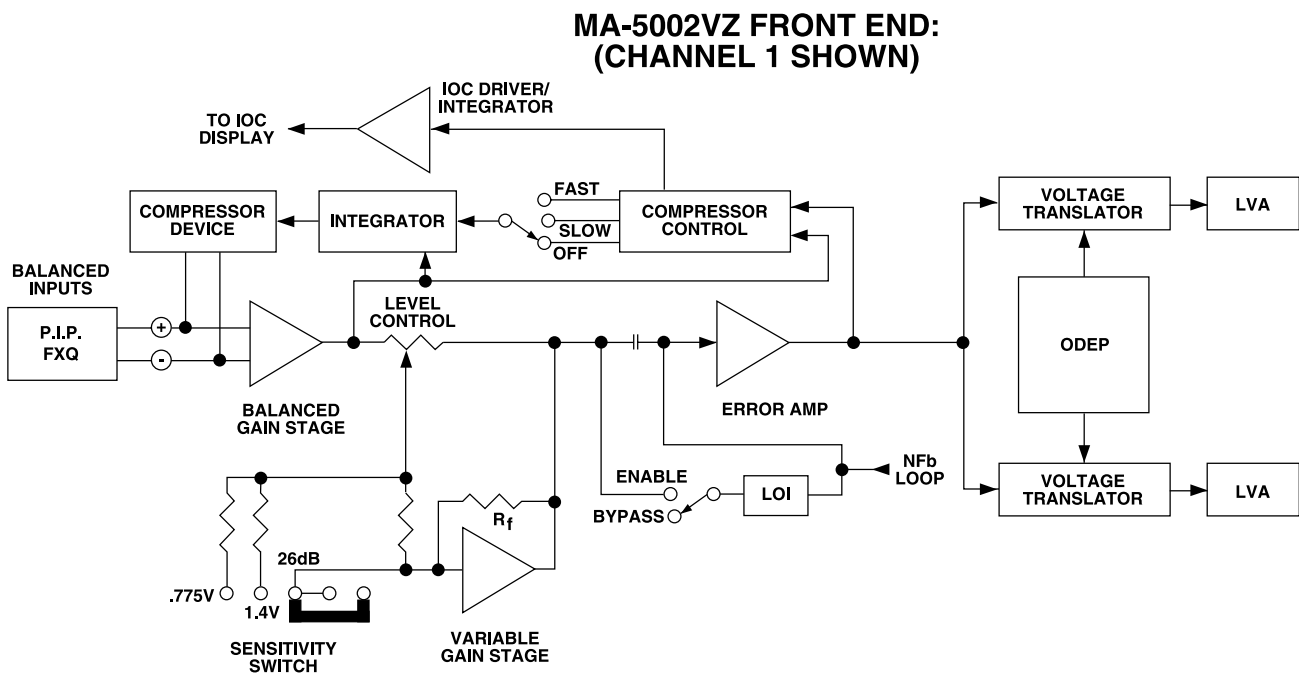 MA-5002VZ FRONT END:
(CHANNEL 1 SHOWN)
IOC DRIVER/
INTEGRATOR
TO IOC
DISPLAY
COMPRESSOR
DEVICE
INTEGRATOR
FAST
SLOW
OFF
COMPRESSOR
CONTROL
VOLTAGE
TRANSLATOR
LVA
BALANCED
INPUTS
P.I.P.
FXQ
+
-
LEVEL
CONTROL
BALANCED
GAIN STAGE
ERROR AMP
ODEP
ENABLE
BYPASS
LOI
NFb
LOOP
VOLTAGE
TRANSLATOR
LVA
Rf
26dB
.775V
1.4V
SENSITIVITY
SWITCH
VARIABLE
GAIN STAGE